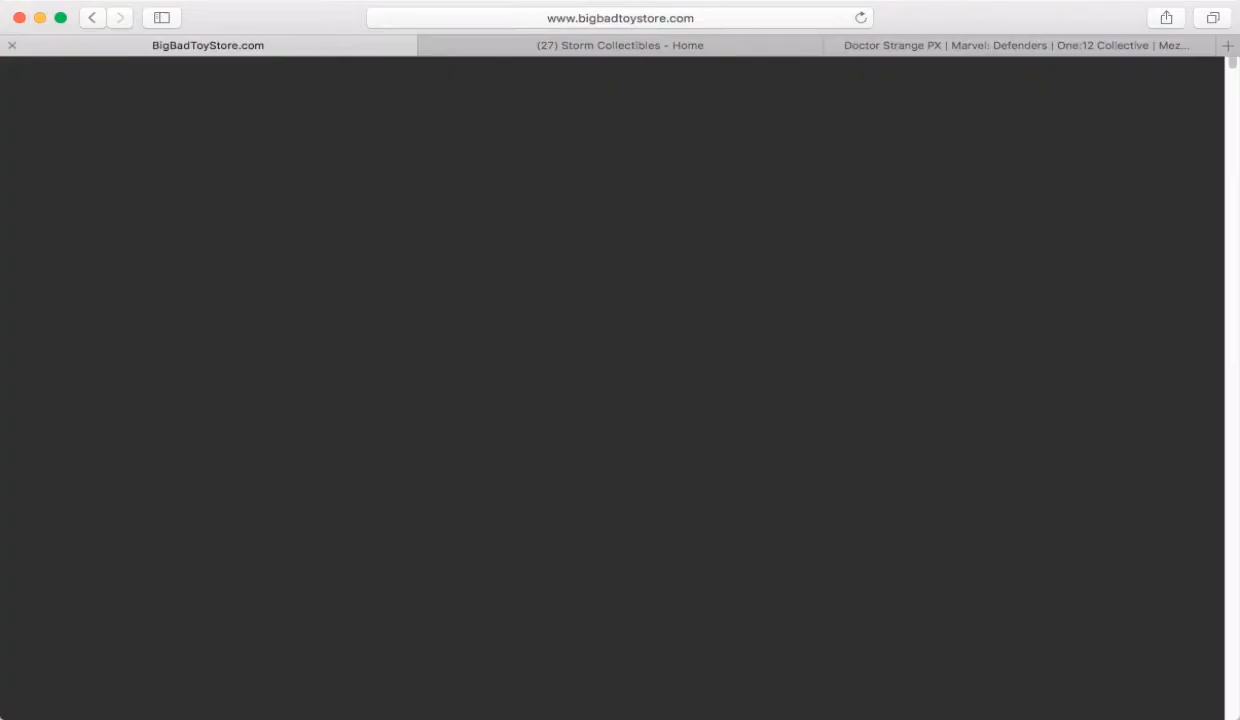 www.bigbadtoystore.com
BigBadToyStore.com
(27) Storm Collectibles - Home
Doctor Strange PX | Marvel: Defenders | One:12 Collective | Mez...